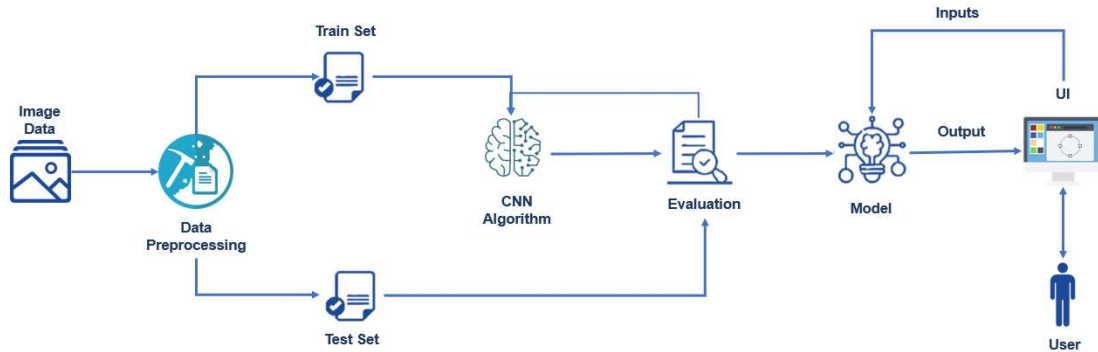 Inputs
Train Set
UI
Image
Data
Output
CNN
Algorithm
Evaluation
Model
Data
Preprocessing
Test Set
User